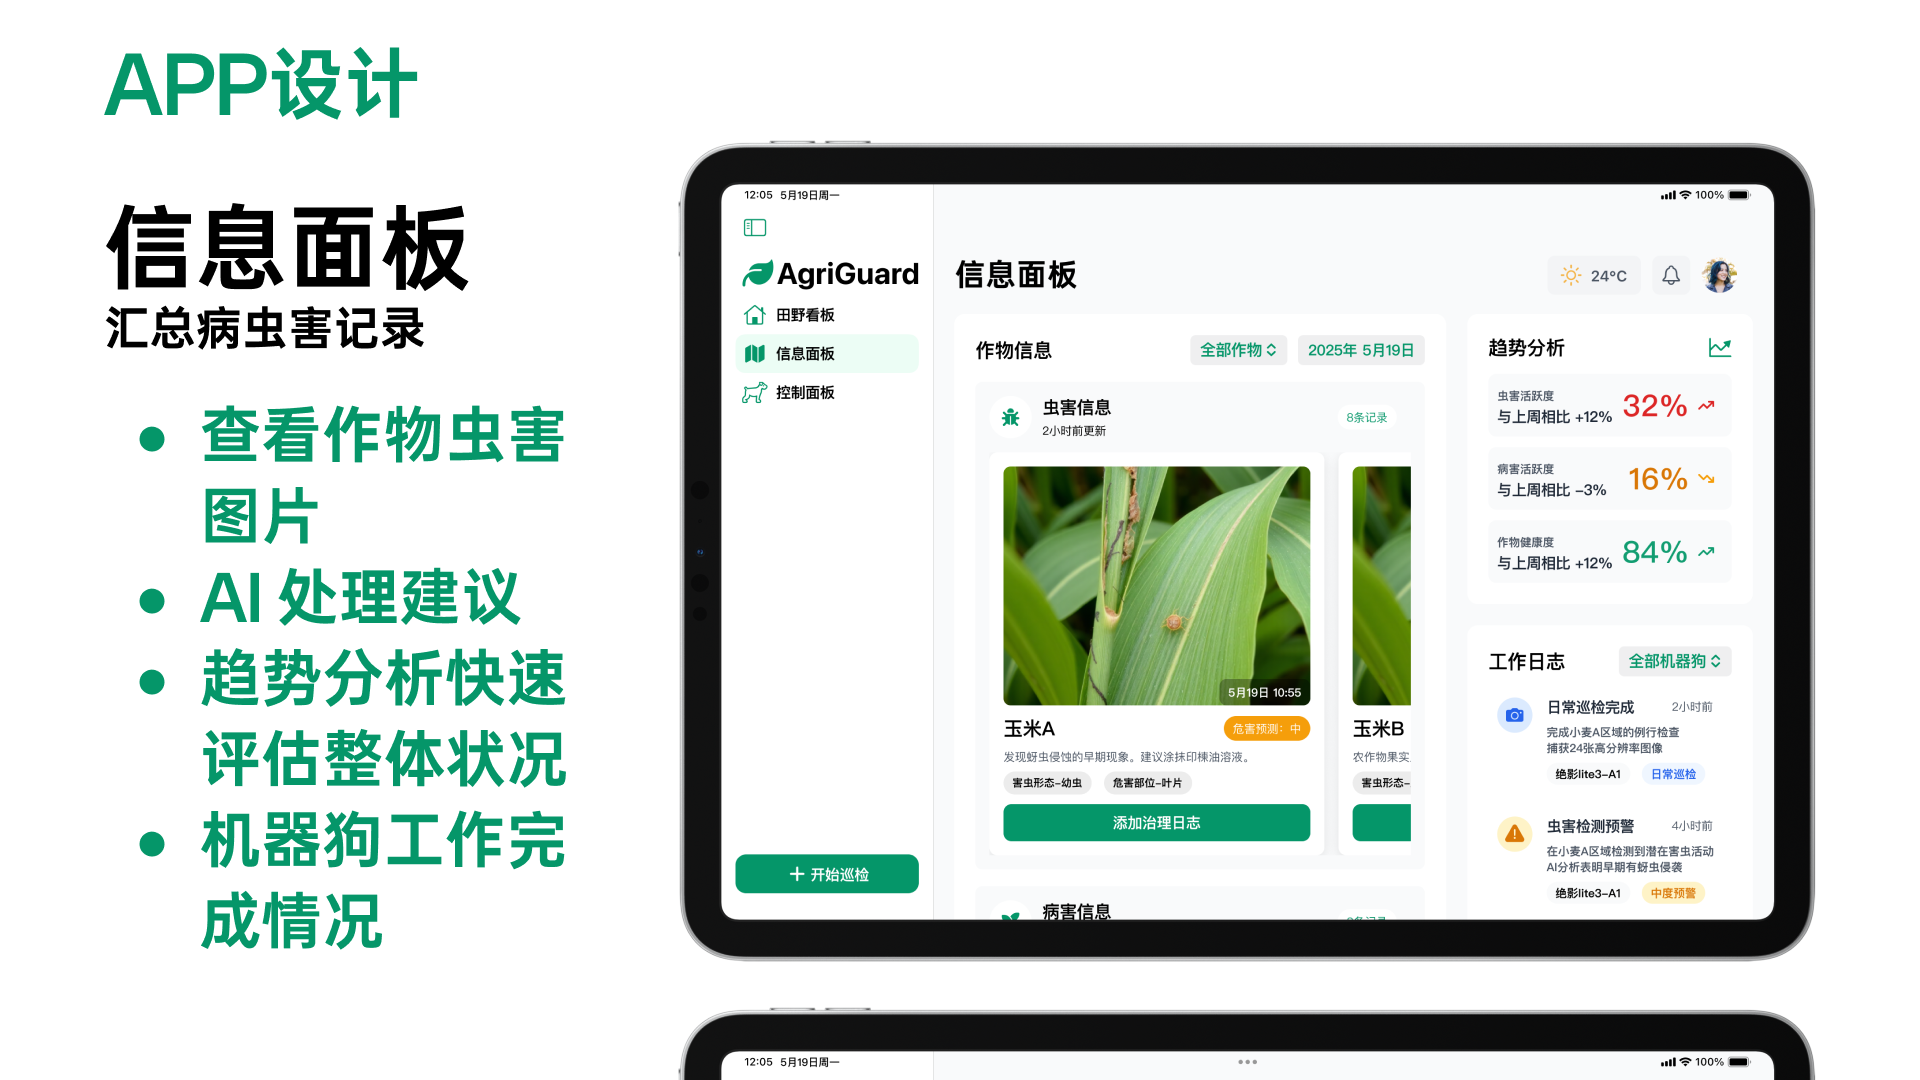 APP设计
信息面板
汇总病虫害记录
查看作物虫害
图片
AI 处理建议
趋势分析快速
评估整体状况
机器狗工作完
成情况
12:05 5月19日周一
100%
AgriGuard
田野看板
信息面板
控制面板
开始巡检
信息面板
24°C
作物信息
全部作物
2025年 5月19日
虫害信息
2小时前更新
8条记录
5月19日 10:55
玉米A
危害预测：中
发现蚜虫侵蚀的早期现象。建议涂抹印楝油溶液。
害虫形态-幼虫
危害部位-叶片
添加治理日志
玉米B
农作物果实
害虫形态-
病害信息
趋势分析
虫害活跃度
与上周相比 +12%
32%
病害活跃度
与上周相比 -3%
16%
作物健康度
与上周相比 +12%
84%
工作日志
全部机器狗
日常巡检完成
2小时前
完成小麦A区域的例行检查
捕获24张高分辨率图像
绝影lite3-A1
日常巡检
虫害检测预警
4小时前
在小麦A区域检测到潜在害虫活动
AI分析表明早期有蚜虫侵袭
绝影lite3-A1
中度预警
12:05 5月19日周一
100%